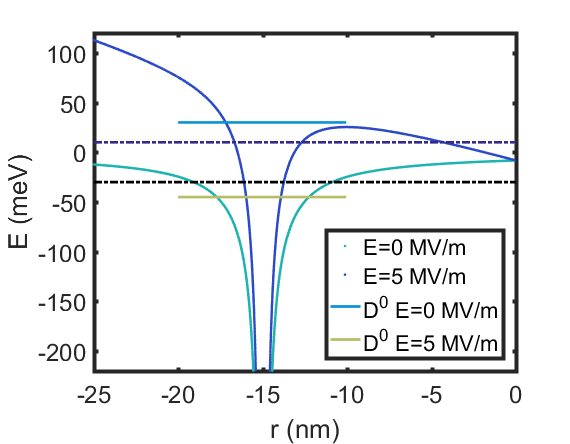 100
50
0
-50
-100
-150
-200
E (meV)
-25 -20 -15 -10 -5 0
r (nm)
E=0 MV/m
E=5 MV/m
D⁰ E=0 MV/m
D⁰ E=5 MV/m